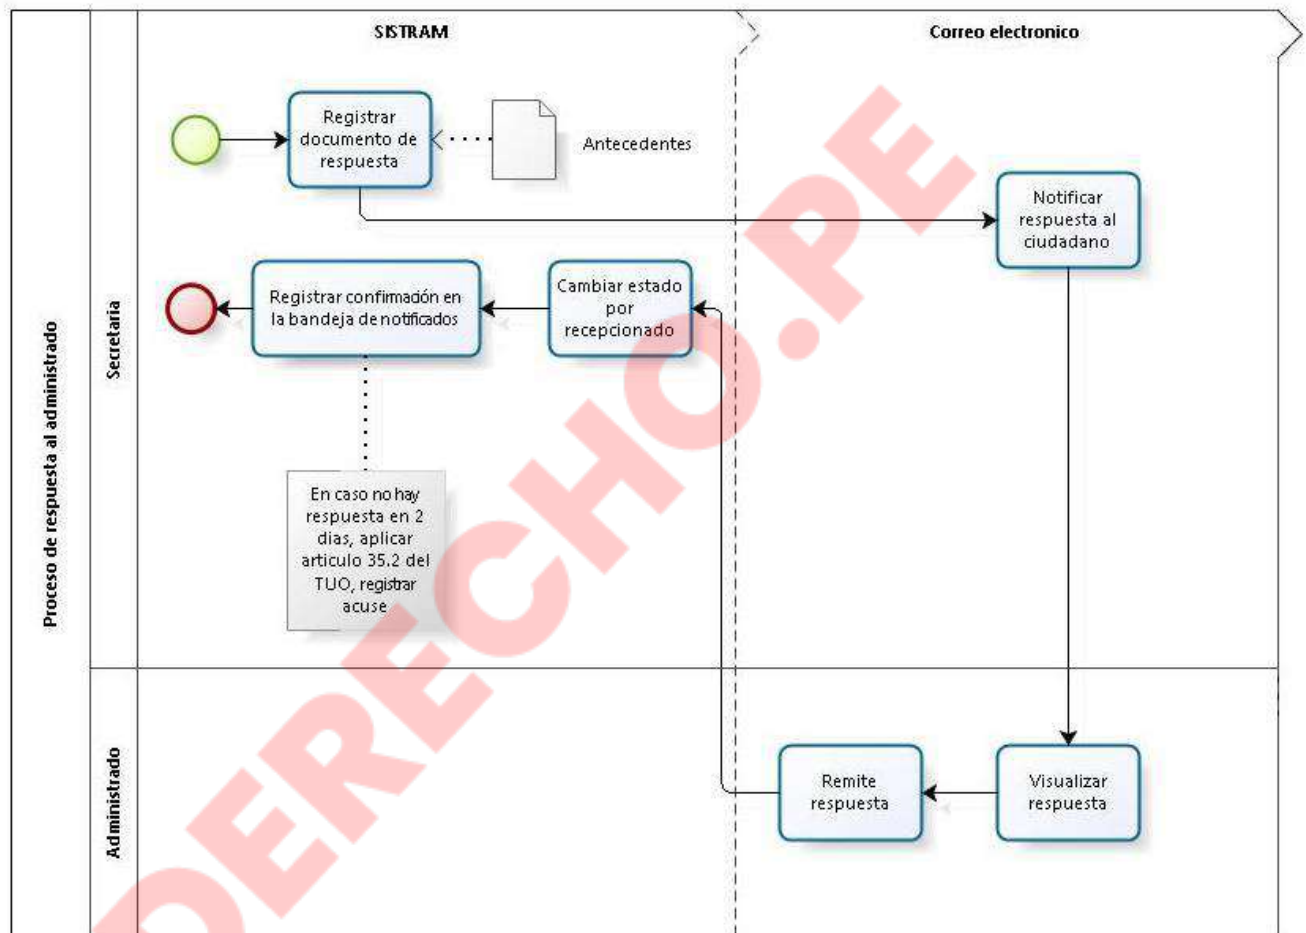 SISTRAM
Correo electronico
Proceso de respuesta al administrado
Secretaria
Registrar
documento de
respuesta
Antecedentes
Notificar
respuesta al
ciudadano
Registrar confirmación en
la bandeja de notificados
Cambiar estado
por
recepcionado
En caso no hay
respuesta en 2
dias, aplicar
articulo 35.2 del
TUO, registrar
acuse
Administrado
Remite
respuesta
Visualizar
respuesta
DERECHO.PE